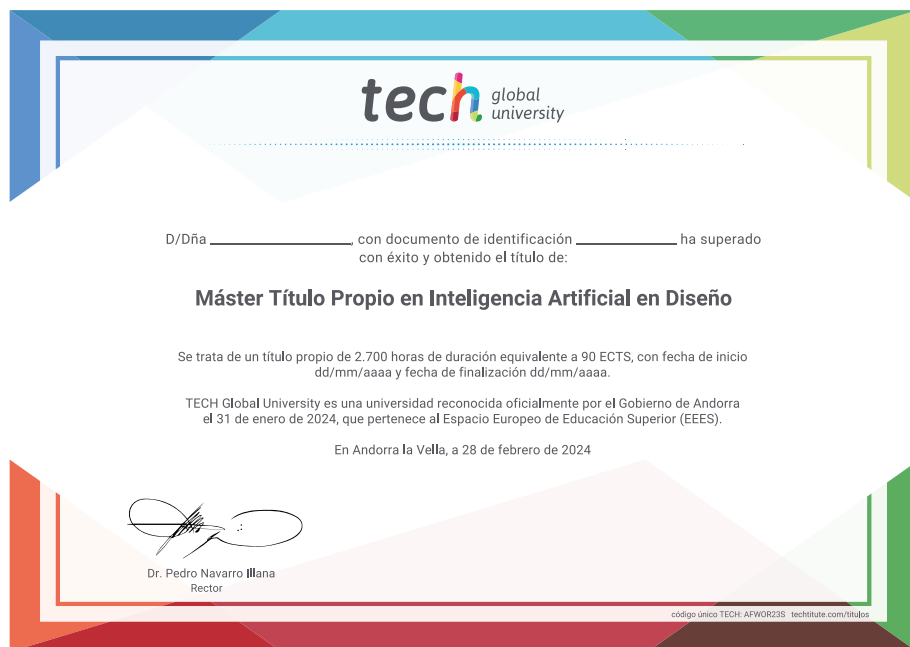 tech global university
D/Dña ________________, con documento de identificación ____________ ha superado
con éxito y obtenido el título de:
Máster Título Propio en Inteligencia Artificial en Diseño
Se trata de un título propio de 2.700 horas de duración equivalente a 90 ECTS, con fecha de inicio
dd/mm/aaaa y fecha de finalización dd/mm/aaaa.
TECH Global University es una universidad reconocida oficialmente por el Gobierno de Andorra
el 31 de enero de 2024, que pertenece al Espacio Europeo de Educación Superior (EEES).
En Andorra la Vella, a 28 de febrero de 2024
Dr. Pedro Navarro Illana
Rector
código único TECH: AFWOR23S techtitute.com/titulos